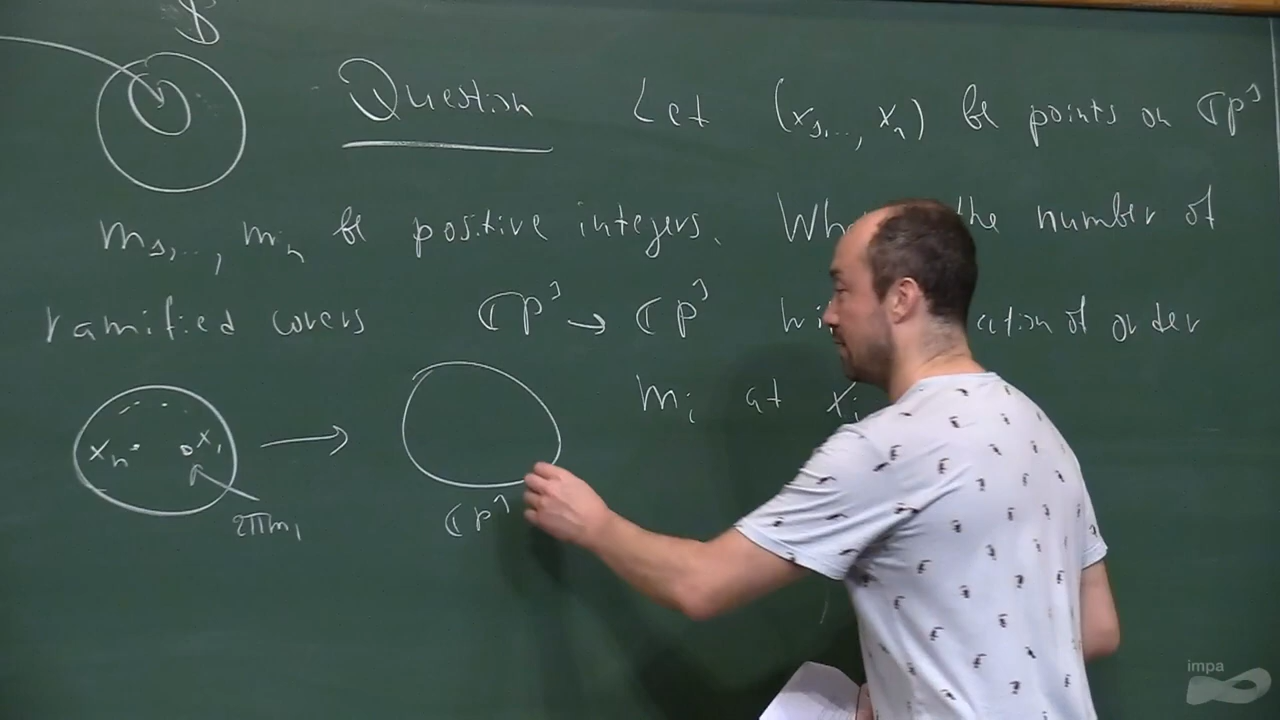 Question Let (x₁,.., xₙ) be points on ℂP¹
m₁,.., mₙ be positive integers. the number of
ramified covers ℂP¹ → ℂP¹ of order
mᵢ at xᵢ
xₙ x₁
2πm₁
ℂP¹
impa